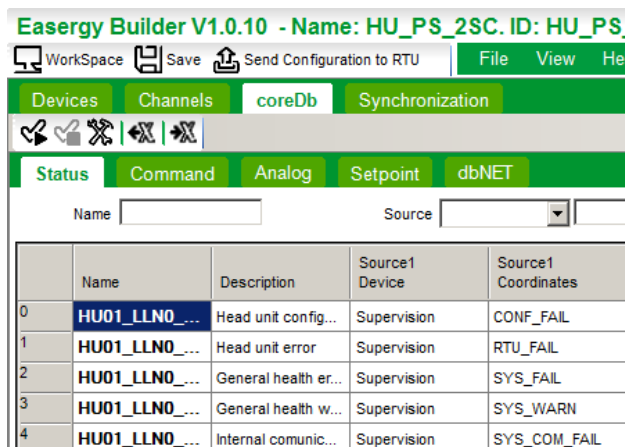 Easergy Builder V1.0.10 - Name: HU_PS_2SC. ID: HU_PS_
WorkSpace Save Send Configuration to RTU File View He
Devices Channels coreDb Synchronization
Status Command Analog Setpoint dbNET
Name Source
Name Description Source1 Device Source1 Coordinates
0 HU01_LLN0_... Head unit config... Supervision CONF_FAIL
1 HU01_LLN0_... Head unit error Supervision RTU_FAIL
2 HU01_LLN0_... General health er... Supervision SYS_FAIL
3 HU01_LLN0_... General health w... Supervision SYS_WARN
4 HU01_LLN0_... Internal comunic... Supervision SYS_COM_FAIL